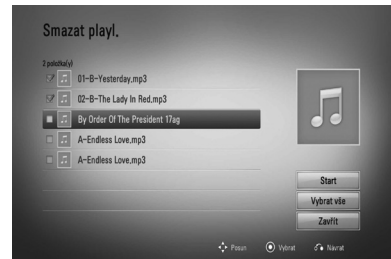 Smazat playl.
2 položka(y)
01-B-Yesterday.mp3
02-B-The Lady In Red.mp3
By Order Of The President 17ag
A-Endless Love.mp3
A-Endless Love.mp3
Start
Vybrat vše
Zavřít
Posun Vybrat Návrat